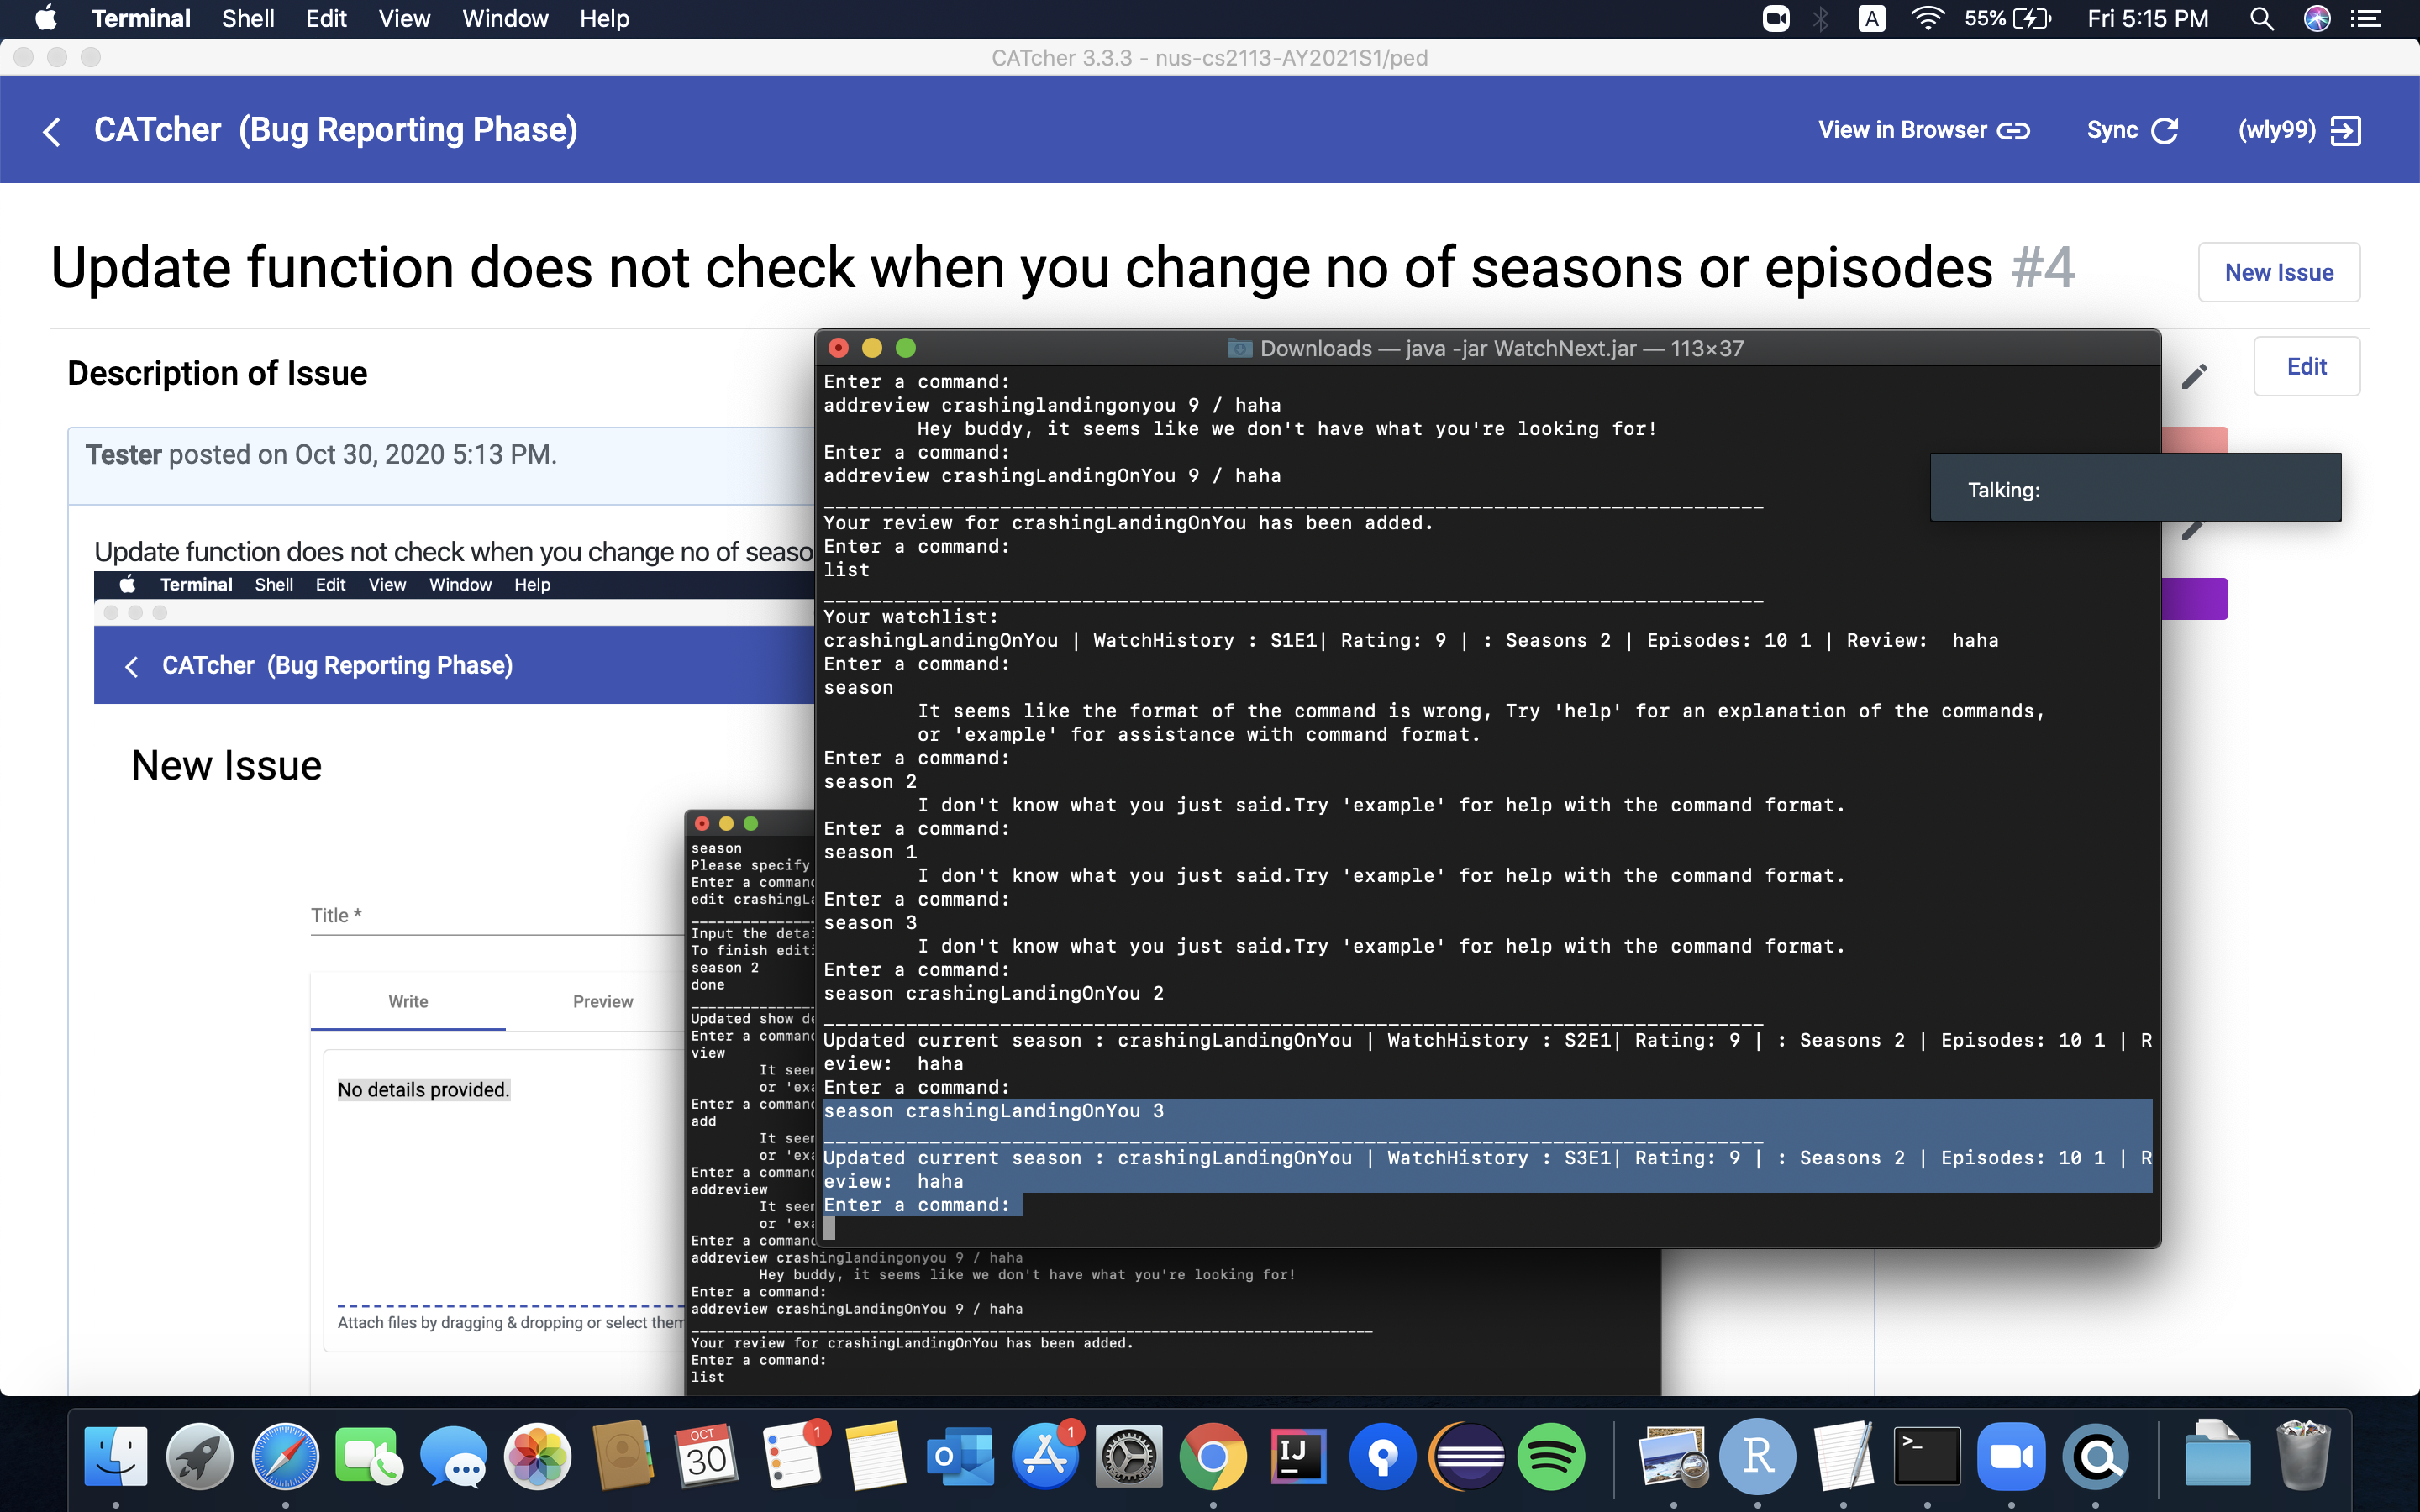 Terminal Shell Edit View Window Help
A 55% Fri 5:15 PM
CATcher 3.3.3 - nus-cs2113-AY2021S1/ped
CATcher (Bug Reporting Phase)
View in Browser Sync (wly99)
Update function does not check when you change no of seasons or episodes #4
New Issue
Description of Issue
Edit
Tester posted on Oct 30, 2020 5:13 PM.
Update function does not check when you change no of seaso
Terminal Shell Edit View Window Help
CATcher (Bug Reporting Phase)
New Issue
Title *
Write Preview
No details provided.
Attach files by dragging & dropping or select them
Downloads — java -jar WatchNext.jar — 113×37
Enter a command:
addreview crashinglandingonyou 9 / haha
Hey buddy, it seems like we don't have what you're looking for!
Enter a command:
addreview crashingLandingOnYou 9 / haha
________________________________________________________________________________
Your review for crashingLandingOnYou has been added.
Enter a command:
list
________________________________________________________________________________
Your watchlist:
crashingLandingOnYou | WatchHistory : S1E1| Rating: 9 | : Seasons 2 | Episodes: 10 1 | Review:  haha
Enter a command:
season
It seems like the format of the command is wrong, Try 'help' for an explanation of the commands,
or 'example' for assistance with command format.
Enter a command:
season 2
I don't know what you just said.Try 'example' for help with the command format.
Enter a command:
season 1
I don't know what you just said.Try 'example' for help with the command format.
Enter a command:
season 3
I don't know what you just said.Try 'example' for help with the command format.
Enter a command:
season crashingLandingOnYou 2
________________________________________________________________________________
Updated current season : crashingLandingOnYou | WatchHistory : S2E1| Rating: 9 | : Seasons 2 | Episodes: 10 1 | R
eview:  haha
Enter a command:
season crashingLandingOnYou 3
________________________________________________________________________________
Updated current season : crashingLandingOnYou | WatchHistory : S3E1| Rating: 9 | : Seasons 2 | Episodes: 10 1 | R
eview:  haha
Enter a command:
Talking:
season
Please specify
Enter a comman
edit crashingL
Input the deta
To finish edit
season 2
done
Updated show d
Enter a comman
view
It see
or 'ex
Enter a comman
add
It see
or 'ex
Enter a comman
addreview
It see
or 'ex
Enter a comman
addreview crashinglandingonyou 9 / haha
Hey buddy, it seems like we don't have what you're looking for!
Enter a command:
addreview crashingLandingOnYou 9 / haha
________________________________________________________________________________
Your review for crashingLandingOnYou has been added.
Enter a command:
list
OCT
30
1
1
O
IJ
R
>_